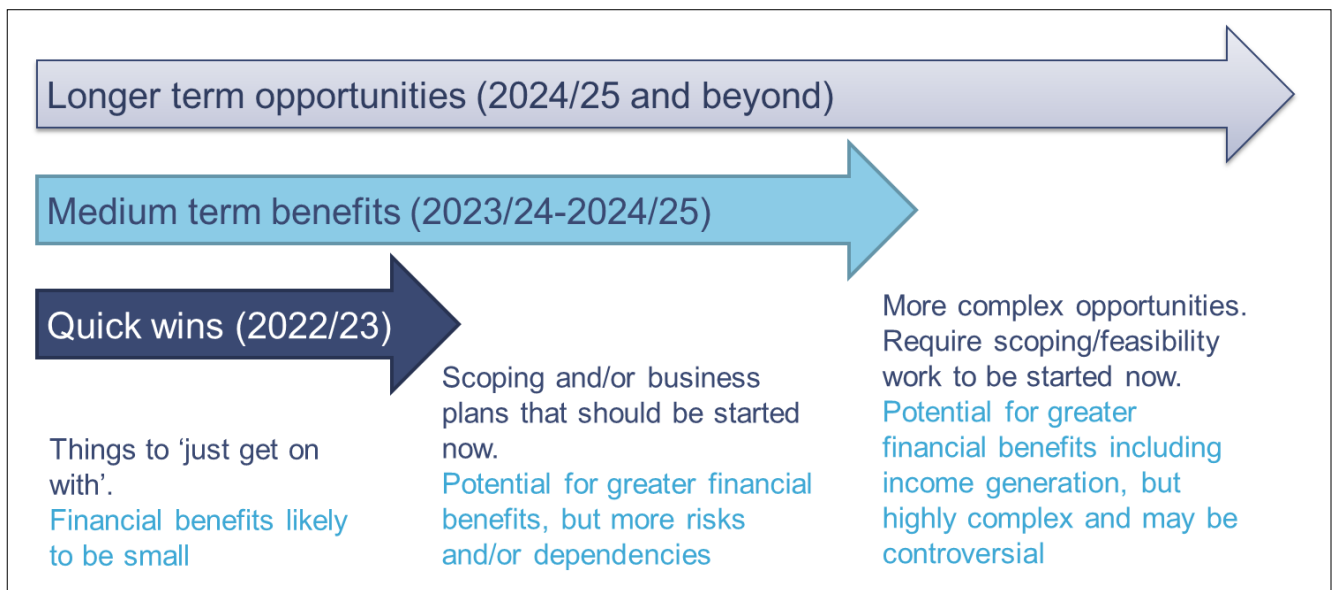 Longer term opportunities (2024/25 and beyond)
Medium term benefits (2023/24-2024/25)
Quick wins (2022/23)
Things to ‘just get on
with’.
Financial benefits likely
to be small
Scoping and/or business
plans that should be started
now.
Potential for greater financial
benefits, but more risks
and/or dependencies
More complex opportunities.
Require scoping/feasibility
work to be started now.
Potential for greater
financial benefits including
income generation, but
highly complex and may be
controversial